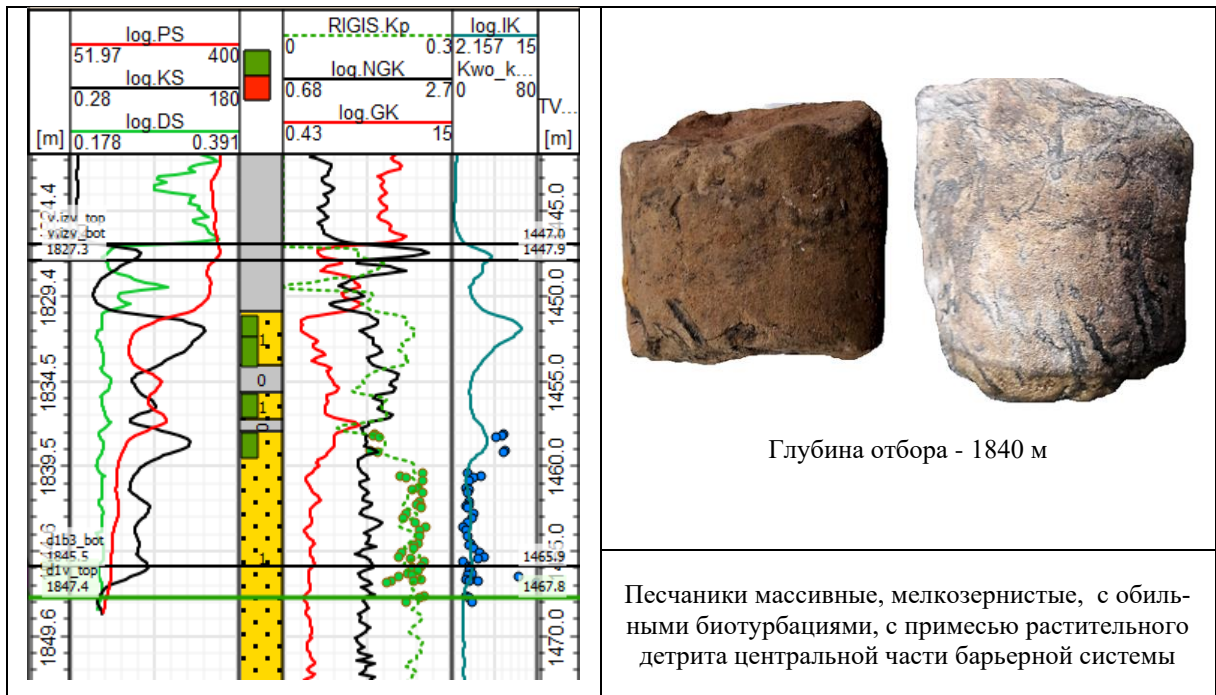 log.PS
51.97 400
log.KS
0.28 180
log.DS
[m] 0.178 0.391
RIGIS.Kp
0 0.3
log.NGK
0.68 2.7
log.GK
0.43 15
log.IK
2.157 15
Kwo_k...
0 80
TV...
[m]
1445.0
y.izv_bot
1827.3
1447.0
1447.9
1829.4
1450.0
1
1834.5
0
1455.0
1
0
1839.5
1460.0
1845.5
1
1465.9
1847.4
1467.8
1849.6
1470.0
Глубина отбора - 1840 м
Песчаники массивные, мелкозернистые, с обиль-
ными биотурбациями, с примесью растительного
детрита центральной части барьерной системы